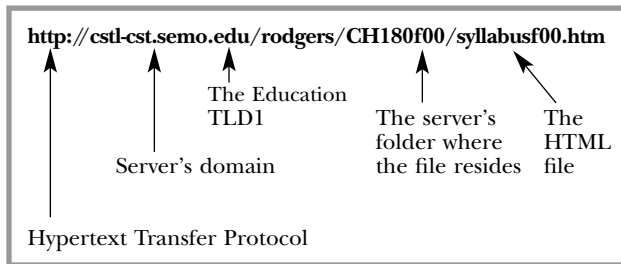 http://cstl-cst.semo.edu/rodgers/CH180f00/syllabusf00.htm
The Education
TLD1
Server's domain
The server's
folder where
the file resides
The
HTML
file
Hypertext Transfer Protocol